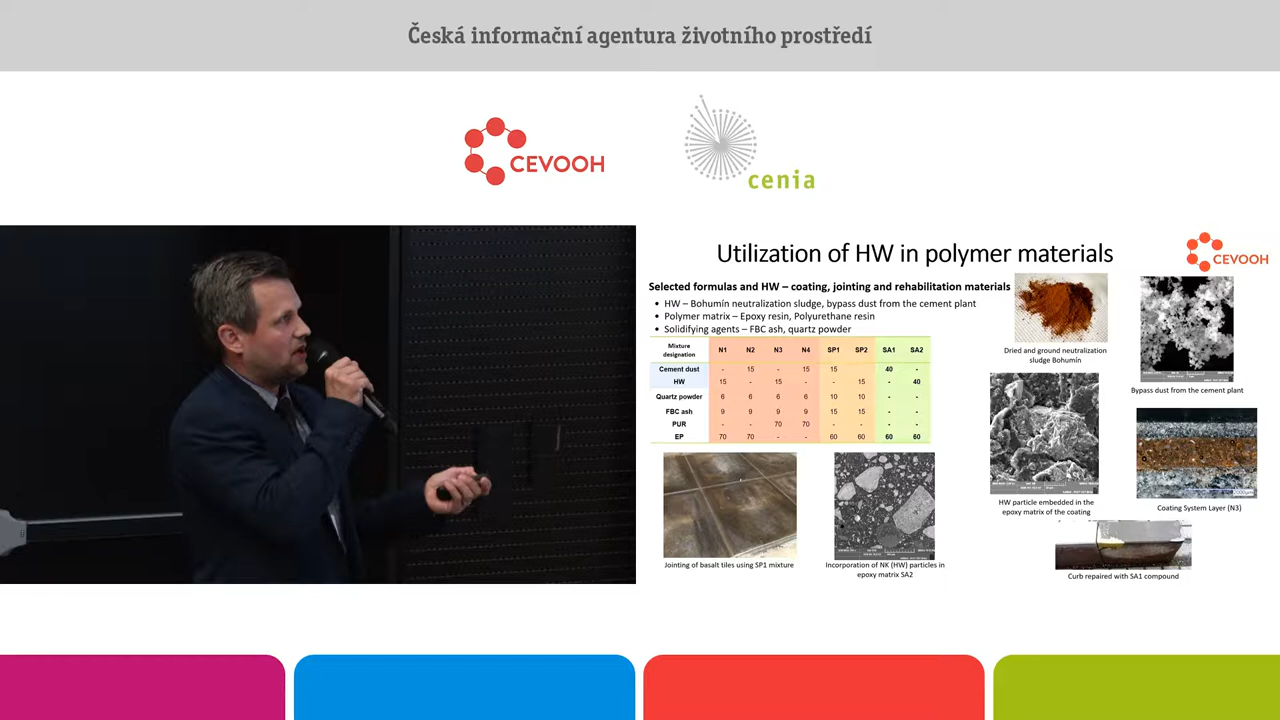 Česká informační agentura životního prostředí
CEVOOH
cenia
Utilization of HW in polymer materials
CEVOOH
Selected formulas and HW – coating, jointing and rehabilitation materials
• HW – Bohumín neutralization sludge, bypass dust from the cement plant
• Polymer matrix – Epoxy resin, Polyurethane resin
• Solidifying agents – FBC ash, quartz powder
Mixture designation N1 N2 N3 N4 SP1 SP2 SA1 SA2
Cement dust - 15 - 15 15 40 -
HW 15 - 15 - - 15 - 40
Quartz powder 6 6 6 6 10 10 - -
FBC ash 9 9 9 9 15 15 - -
PUR - - 70 70 - - - -
EP 70 70 - - 60 60 60 60
Dried and ground neutralization
sludge Bohumín
Bypass dust from the cement plant
HW particle embedded in the
epoxy matrix of the coating
Coating System Layer (N3)
Jointing of basalt tiles using SP1 mixture
Incorporation of NK (HW) particles in
epoxy matrix SA2
Curb repaired with SA1 compound